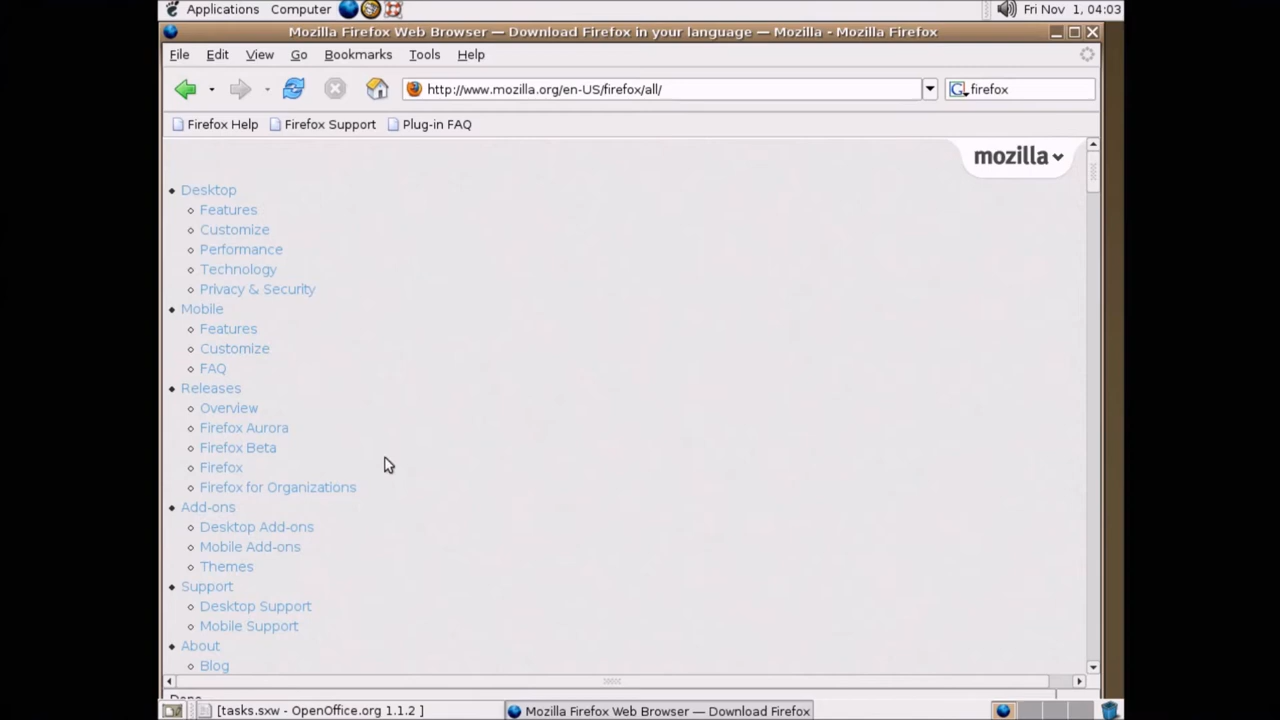 Applications Computer Fri Nov 1, 04:03
Mozilla Firefox Web Browser — Download Firefox in your language — Mozilla - Mozilla Firefox
File Edit View Go Bookmarks Tools Help
http://www.mozilla.org/en-US/firefox/all/ G firefox
Firefox Help Firefox Support Plug-in FAQ
mozilla
Desktop
Features
Customize
Performance
Technology
Privacy & Security
Mobile
Features
Customize
FAQ
Releases
Overview
Firefox Aurora
Firefox Beta
Firefox
Firefox for Organizations
Add-ons
Desktop Add-ons
Mobile Add-ons
Themes
Support
Desktop Support
Mobile Support
About
Blog
Done
[tasks.sxw - OpenOffice.org 1.1.2 ] Mozilla Firefox Web Browser — Download Firefox